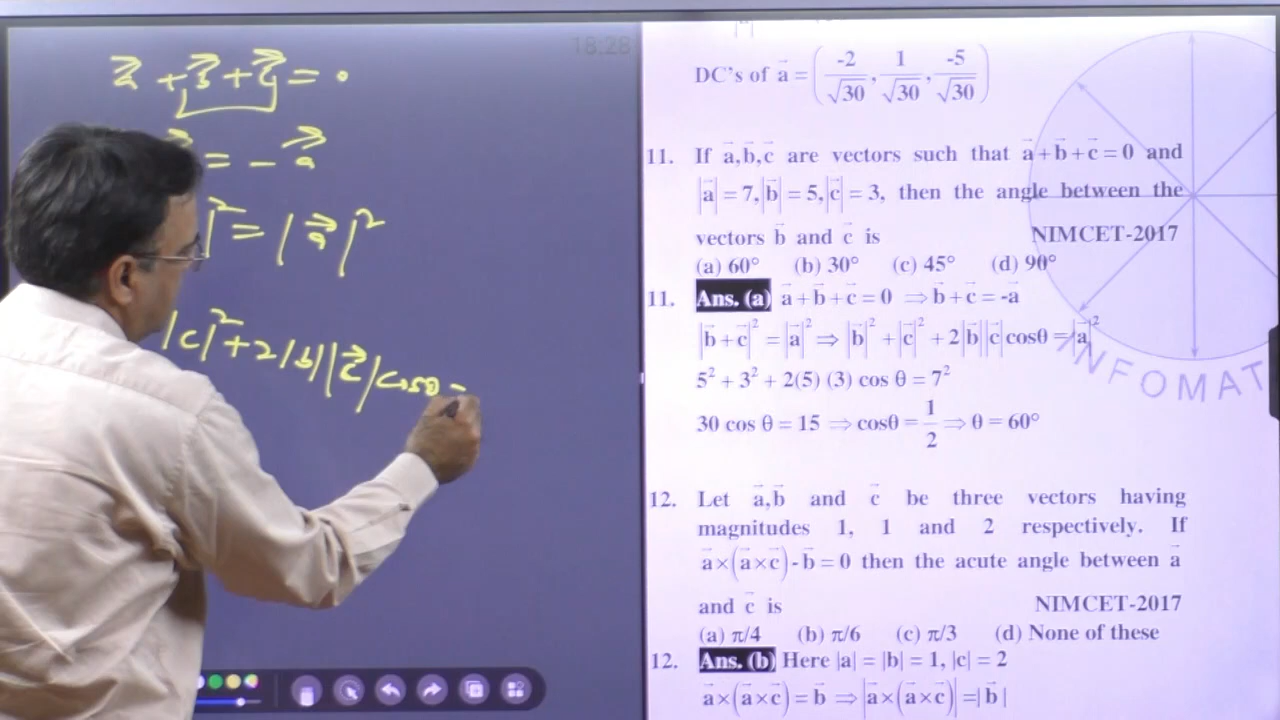 a⃗ + b⃗ + c⃗ = 0
= - a⃗
|² = |a⃗|²
|c|² + 2|b||c⃗|cosθ =
18:28
DC's of a⃗ = (-2/√30, 1/√30, -5/√30)
11. If a⃗,b⃗,c⃗ are vectors such that a⃗+b⃗+c⃗=0 and
|a⃗|=7,|b⃗|=5,|c⃗|=3, then the angle between the
vectors b⃗ and c⃗ is NIMCET-2017
(a) 60° (b) 30° (c) 45° (d) 90°
11. Ans. (a) a⃗+b⃗+c⃗=0 ⇒b⃗+c⃗=-a⃗
|b⃗+c⃗|²=|a⃗|² ⇒ |b⃗|²+|c⃗|²+2|b⃗||c⃗|cosθ=|a⃗|²
5²+3²+2(5)(3) cos θ=7²
30 cos θ=15 ⇒cosθ=1/2⇒θ=60°
12. Let a⃗,b⃗ and c⃗ be three vectors having
magnitudes 1, 1 and 2 respectively. If
a⃗×(a⃗×c⃗)-b⃗=0 then the acute angle between a⃗
and c⃗ is NIMCET-2017
(a) π/4 (b) π/6 (c) π/3 (d) None of these
12. Ans. (b) Here |a|=|b|=1, |c|=2
a⃗×(a⃗×c⃗)=b⃗ ⇒|a⃗×(a⃗×c⃗)|=|b⃗|
INFOMAT